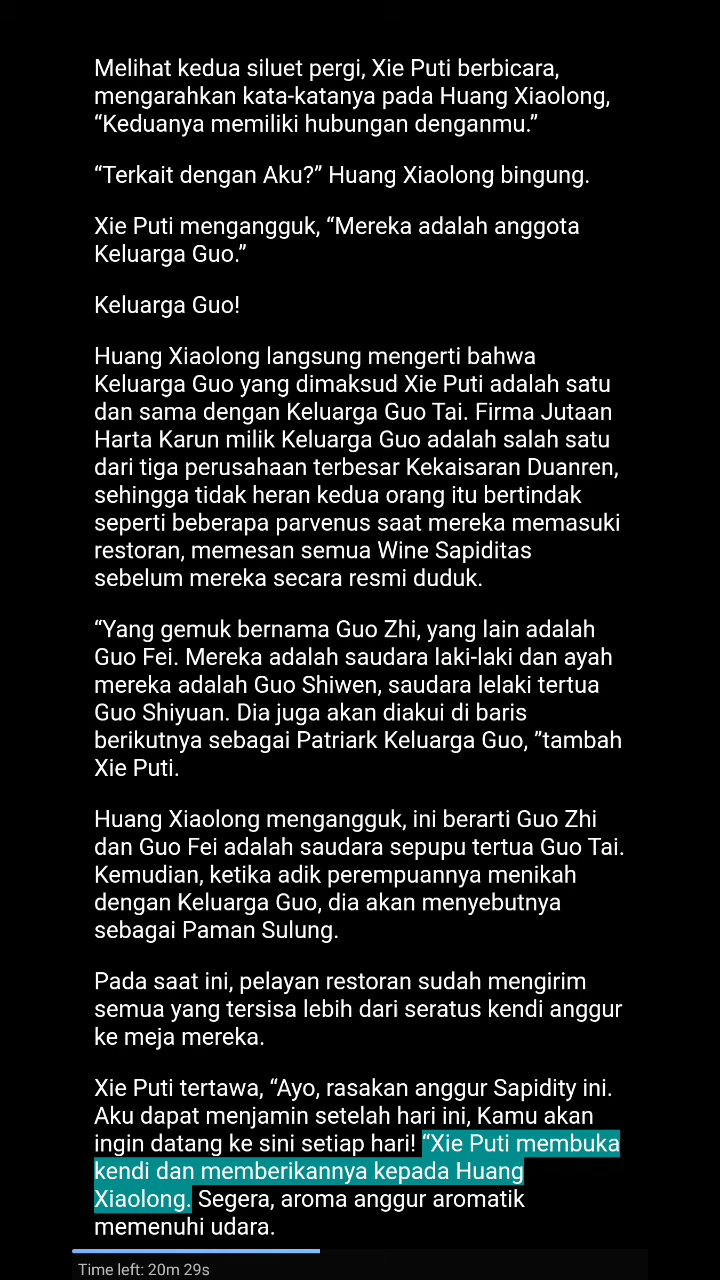 Melihat kedua siluet pergi, Xie Puti berbicara,
mengarahkan kata-katanya pada Huang Xiaolong,
“Keduanya memiliki hubungan denganmu.”
“Terkait dengan Aku?” Huang Xiaolong bingung.
Xie Puti mengangguk, “Mereka adalah anggota
Keluarga Guo.”
Keluarga Guo!
Huang Xiaolong langsung mengerti bahwa
Keluarga Guo yang dimaksud Xie Puti adalah satu
dan sama dengan Keluarga Guo Tai. Firma Jutaan
Harta Karun milik Keluarga Guo adalah salah satu
dari tiga perusahaan terbesar Kekaisaran Duanren,
sehingga tidak heran kedua orang itu bertindak
seperti beberapa parvenus saat mereka memasuki
restoran, memesan semua Wine Sapiditas
sebelum mereka secara resmi duduk.
“Yang gemuk bernama Guo Zhi, yang lain adalah
Guo Fei. Mereka adalah saudara laki-laki dan ayah
mereka adalah Guo Shiwen, saudara lelaki tertua
Guo Shiyuan. Dia juga akan diakui di baris
berikutnya sebagai Patriark Keluarga Guo, ”tambah
Xie Puti.
Huang Xiaolong mengangguk, ini berarti Guo Zhi
dan Guo Fei adalah saudara sepupu tertua Guo Tai.
Kemudian, ketika adik perempuannya menikah
dengan Keluarga Guo, dia akan menyebutnya
sebagai Paman Sulung.
Pada saat ini, pelayan restoran sudah mengirim
semua yang tersisa lebih dari seratus kendi anggur
ke meja mereka.
Xie Puti tertawa, “Ayo, rasakan anggur Sapidity ini.
Aku dapat menjamin setelah hari ini, Kamu akan
ingin datang ke sini setiap hari! “Xie Puti membuka
kendi dan memberikannya kepada Huang
Xiaolong. Segera, aroma anggur aromatik
memenuhi udara.
Time left: 20m 29s